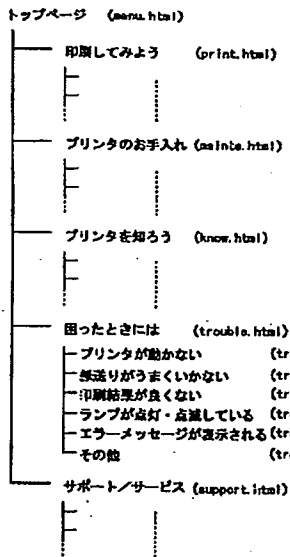 トップページ (menu.html)
印刷してみよう (print.html)
プリンタのお手入れ (mainte.html)
プリンタを知ろう (know.html)
困ったときには (trouble.html)
プリンタが動かない (tr
紙送りがうまくいかない (tr
印刷結果が良くない (tr
ランプが点灯・点滅している (tr
エラーメッセージが表示される (tr
その他 (tr
サポート／サービス (support.html)